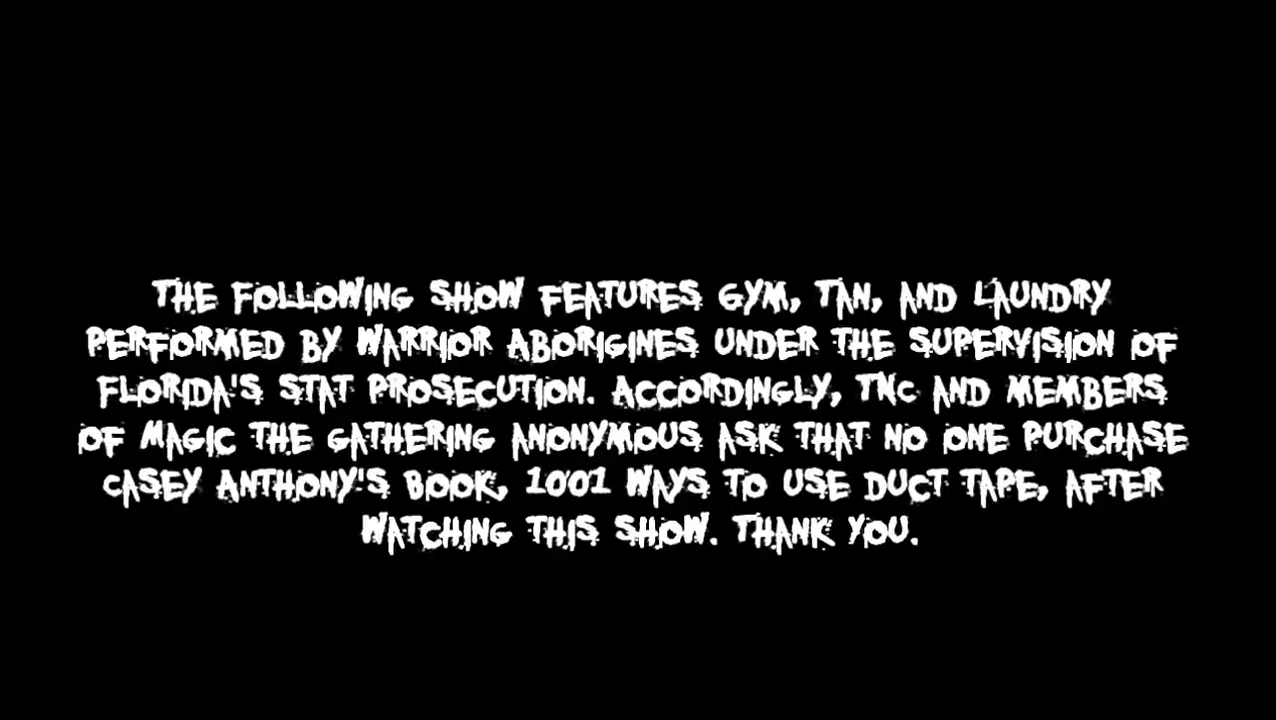 THE FOLLOWING SHOW FEATURES GYM, TAN, AND LAUNDRY
PERFORMED BY WARRIOR ABORIGINES UNDER THE SUPERVISION OF
FLORIDA'S STAT PROSECUTION. ACCORDINGLY, TNC AND MEMBERS
OF MAGIC THE GATHERING ANONYMOUS ASK THAT NO ONE PURCHASE
CASEY ANTHONY'S BOOK, 1001 WAYS TO USE DUCT TAPE, AFTER
WATCHING THIS SHOW. THANK YOU.